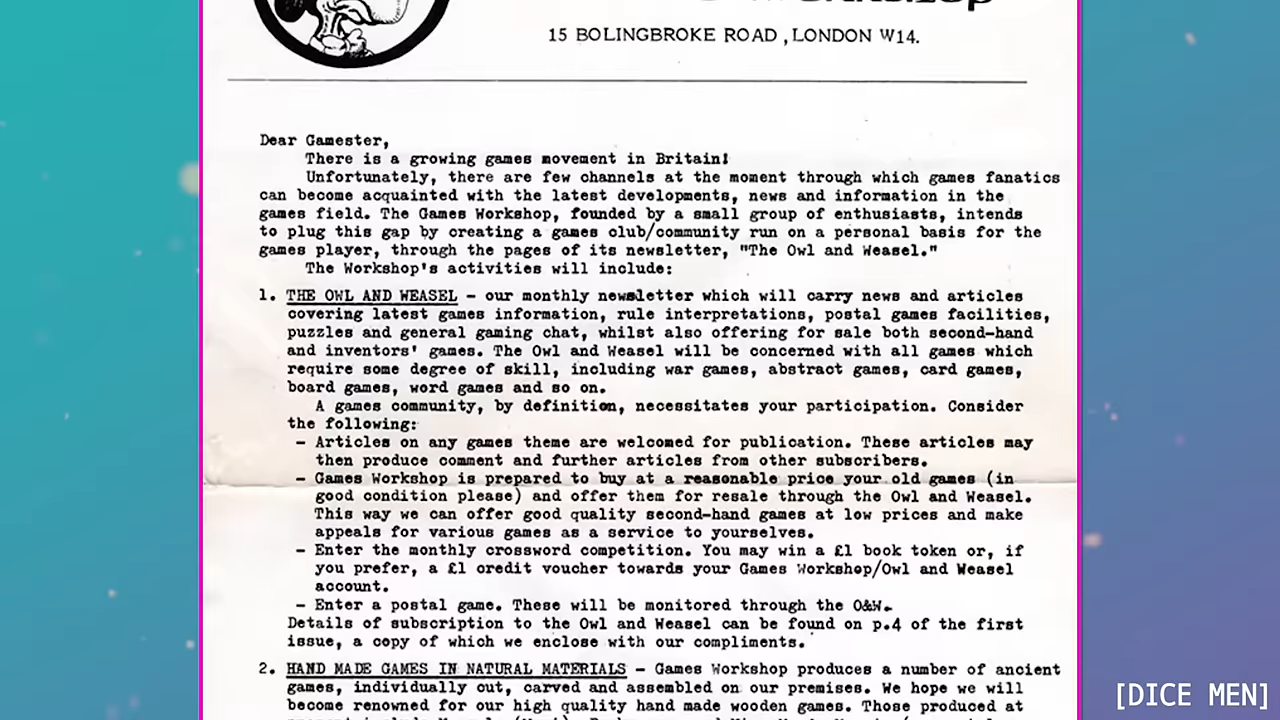 15 BOLINGBROKE ROAD, LONDON W14.
Dear Gamester,
There is a growing games movement in Britain!
Unfortunately, there are few channels at the moment through which games fanatics
can become acquainted with the latest developments, news and information in the
games field. The Games Workshop, founded by a small group of enthusiasts, intends
to plug this gap by creating a games club/community run on a personal basis for the
games player, through the pages of its newsletter, "The Owl and Weasel."
The Workshop's activities will include:
1. THE OWL AND WEASEL - our monthly newsletter which will carry news and articles
covering latest games information, rule interpretations, postal games facilities,
puzzles and general gaming chat, whilst also offering for sale both second-hand
and inventors' games. The Owl and Weasel will be concerned with all games which
require some degree of skill, including war games, abstract games, card games,
board games, word games and so on.
A games community, by definition, necessitates your participation. Consider
the following:
- Articles on any games theme are welcomed for publication. These articles may
then produce comment and further articles from other subscribers.
- Games Workshop is prepared to buy at a reasonable price your old games (in
good condition please) and offer them for resale through the Owl and Weasel.
This way we can offer good quality second-hand games at low prices and make
appeals for various games as a service to yourselves.
- Enter the monthly crossword competition. You may win a £1 book token or, if
you prefer, a £1 credit voucher towards your Games Workshop/Owl and Weasel
account.
- Enter a postal game. These will be monitored through the O&W.
Details of subscription to the Owl and Weasel can be found on p.4 of the first
issue, a copy of which we enclose with our compliments.
2. HAND MADE GAMES IN NATURAL MATERIALS - Games Workshop produces a number of ancient
games, individually cut, carved and assembled on our premises. We hope we will
become renowned for our high quality hand made wooden games. Those produced at
[DICE MEN]